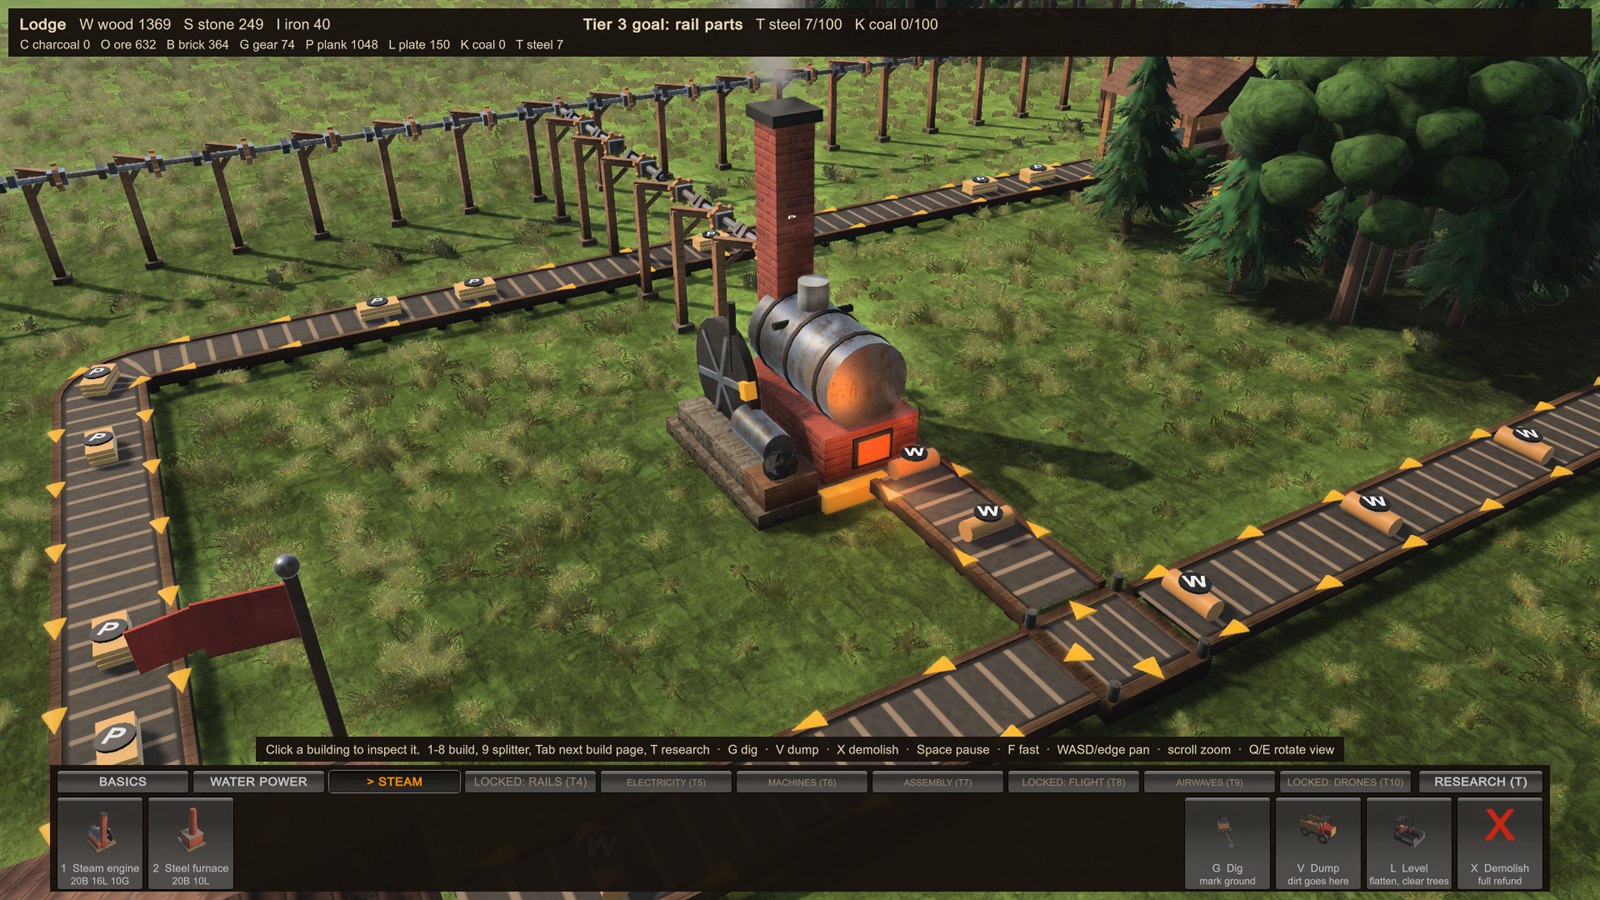 Lodge W wood 1369 S stone 249 I iron 40
C charcoal 0 O ore 632 B brick 364 G gear 74 P plank 1048 L plate 150 K coal 0 T steel 7
Tier 3 goal: rail parts T steel 7/100 K coal 0/100
P
P
P
P
P
P
W
W
W
W
W
P
P
Click a building to inspect it. 1-8 build, 9 splitter, Tab next build page, T research · G dig · V dump · X demolish · Space pause · F fast · WASD/edge pan · scroll zoom · Q/E rotate view
BASICS
WATER POWER
> STEAM
LOCKED: RAILS (T4)
ELECTRICITY (T5)
MACHINES (T6)
ASSEMBLY (T7)
LOCKED: FLIGHT (T8)
AIRWAVES (T9)
LOCKED: DRONES (T10)
RESEARCH (T)
1 Steam engine
20B 16L 10G
2 Steel furnace
20B 10L
G Dig
mark ground
V Dump
dirt goes here
L Level
flatten, clear trees
X Demolish
full refund